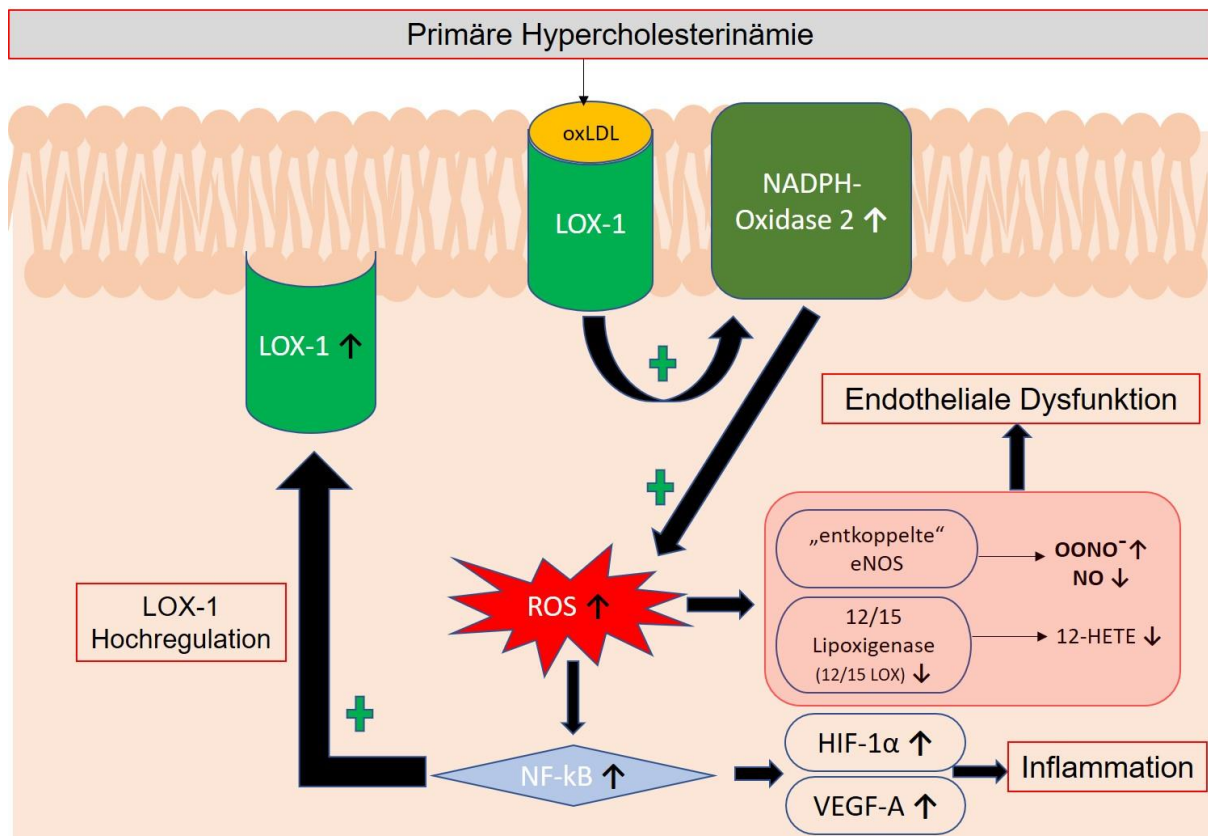 Primäre Hypercholesterinämie
oxLDL
LOX-1
NADPH-
Oxidase 2 ↑
LOX-1 ↑
+
+
Endotheliale Dysfunktion
„entkoppelte“
eNOS
OONO⁻ ↑
NO ↓
ROS ↑
12/15
Lipoxigenase
(12/15 LOX) ↓
12-HETE ↓
LOX-1
Hochregulation
+
NF-kB ↑
HIF-1α ↑
VEGF-A ↑
Inflammation